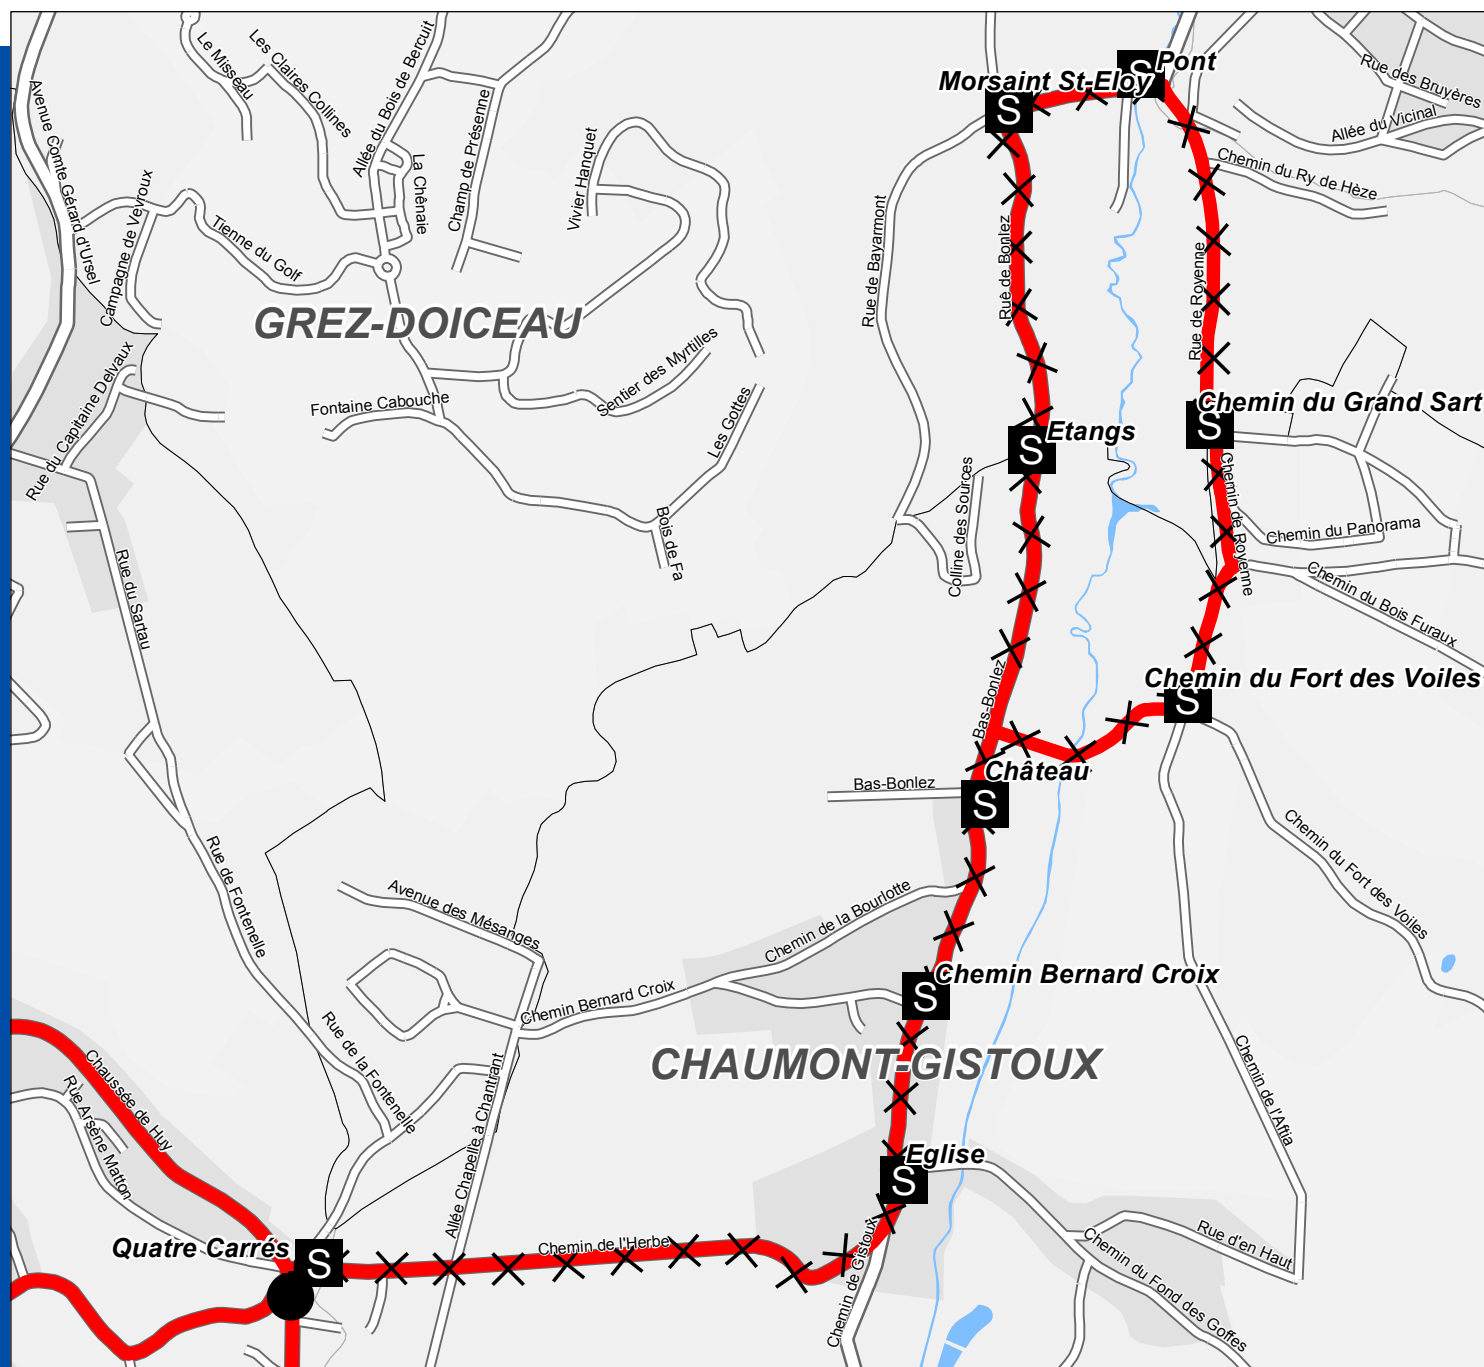 Pont
Morsaint St-Eloy
S
S
Rue des Bruyères
Allée du Vicinal
Chemin du Ry de Hèze
Le Misseau
Les Claires Collines
Allée du Bois de Bercuit
La Chênaie
Champ de Présenne
Vivier Hanquet
Avenue Comte Gérard d'Ursel
Campagne de Veyroux
Tienne du Golf
Rue de Bayarmont
Rue de Bonlez
Rue de Royenne
GREZ-DOICEAU
Rue du Capitaine Delvaux
Fontaine Cabouche
Sentier des Myrtilles
Les Gottes
Chemin du Grand Sart
S
Etangs
S
Colline des Sources
Chemin de Royenne
Chemin du Panorama
Bois de Fa
Rue du Sartau
Chemin du Bois Furaux
Chemin du Fort des Voiles
S
Bas-Bonlez
Château
S
Bas-Bonlez
Rue de Fontenelle
Chemin du Fort des Voiles
Avenue des Mésanges
Chemin de la Bourlotte
Chemin Bernard Croix
S
Chemin Bernard Croix
Rue de la Fontenelle
CHAUMONT-GISTOUX
Chaussée de Huy
Rue Arsène Matton
Chemin de l'Aftia
Allée Chapelle à Chantrant
Eglise
S
Chemin de l'Herbe
Quatre Carrés
S
Chemin de Gistoux
Rue d'en Haut
Chemin du Fond des Goffes